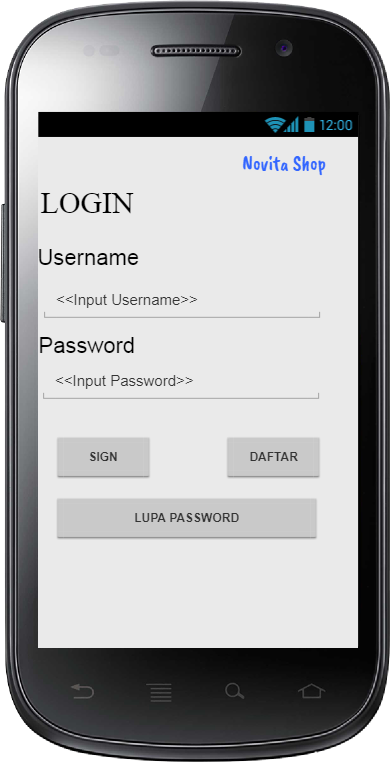 12:00
Novita Shop
LOGIN
Username
<<Input Username>>
Password
<<Input Password>>
SIGN DAFTAR
LUPA PASSWORD